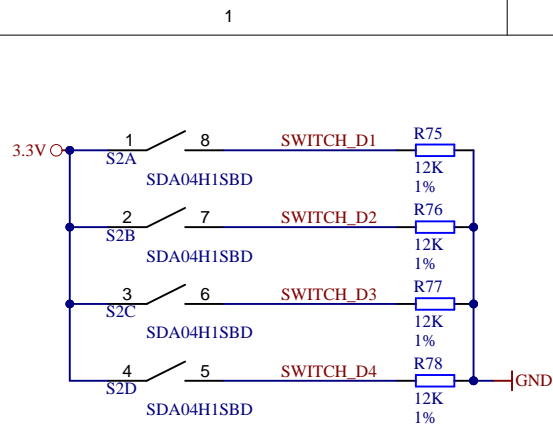 1
3.3V
1
8
SWITCH_D1
R75
S2A
SDA04H1SBD
12K
1%
2
7
SWITCH_D2
R76
S2B
SDA04H1SBD
12K
1%
3
6
SWITCH_D3
R77
S2C
SDA04H1SBD
12K
1%
4
5
SWITCH_D4
R78
GND
S2D
SDA04H1SBD
12K
1%